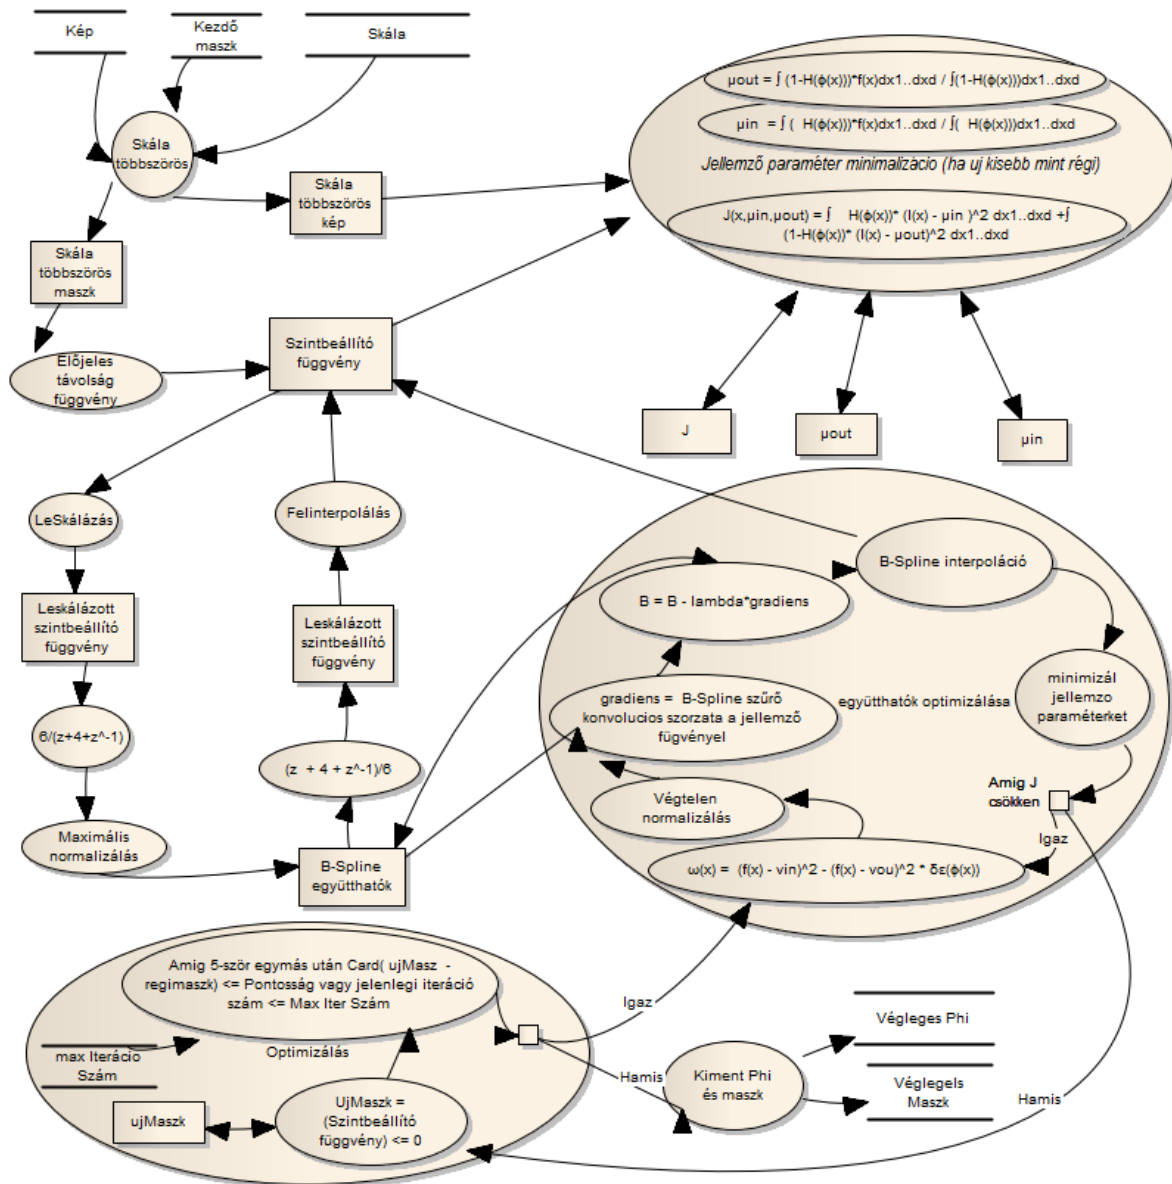 Kép
Kezdő
maszk
Skála
µout = ∫ (1-H(ϕ(x)))*f(x)dx1..dxd / ∫(1-H(ϕ(x)))dx1..dxd
µin = ∫ ( H(ϕ(x)))*f(x)dx1..dxd / ∫( H(ϕ(x)))dx1..dxd
Jellemző paraméter minimalizácio (ha uj kisebb mint régi)
J(x,µin,µout) = ∫ H(ϕ(x))* (I(x) - µin )^2 dx1..dxd +∫
(1-H(ϕ(x))* (I(x) - µout)^2 dx1..dxd
Skála
többszörös
Skála
többszörös
kép
Skála
többszörös
maszk
Előjeles
távolság
függvény
Szintbeállító
függvény
J
µout
µin
LeSkálázás
Felinterpolálás
B-Spline interpoláció
B = B - lambda*gradiens
Leskálázott
szintbeállító
függvény
Leskálázott
szintbeállító
függvény
gradiens = B-Spline szűrő
konvolucios szorzata a jellemző
fügvényel
együtthatók optimizálása
minimizál
jellemzo
paraméterket
6/(z+4+z^-1)
(z + 4 + z^-1)/6
Végtelen
normalizálás
Amig J
csökken
Igaz
Maximális
normalizálás
B-Spline
együtthatók
ω(x) = (f(x) - vin)^2 - (f(x) - vou)^2 * δε(ϕ(x))
Amig 5-ször egymás után Card( ujMasz -
regimaszk) <= Pontosság vagy jelenlegi iteráció
szám <= Max Iter Szám
Igaz
Végleges Phi
max Iteráció
Szám
Optimizálás
Hamis
Kiment Phi
és maszk
Véglegels
Maszk
Hamis
ujMaszk
UjMaszk =
(Szintbeállító
függvény) <= 0